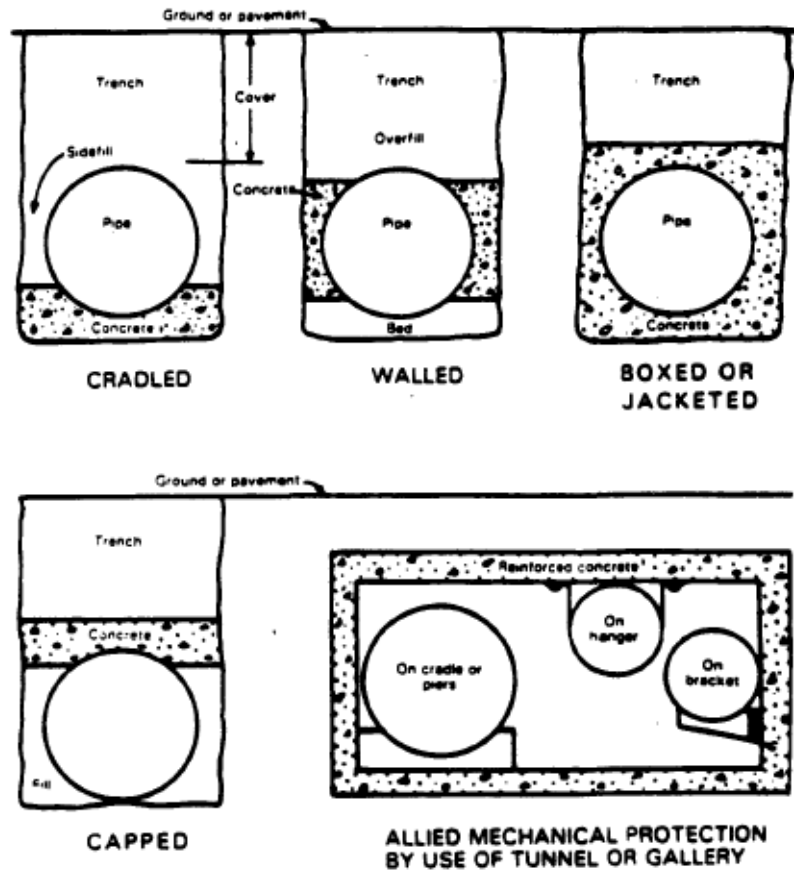 Ground or pavement
Trench
Cover
Sidefill
Pipe
Concrete
CRADLED
Trench
Overfill
Concrete
Pipe
Bed
WALLED
Trench
Pipe
Concrete
BOXED OR
JACKETED
Ground or pavement
Trench
Concrete
Fill
CAPPED
Reinforced concrete
On cradle or
piers
On
hanger
On
bracket
ALLIED MECHANICAL PROTECTION
BY USE OF TUNNEL OR GALLERY